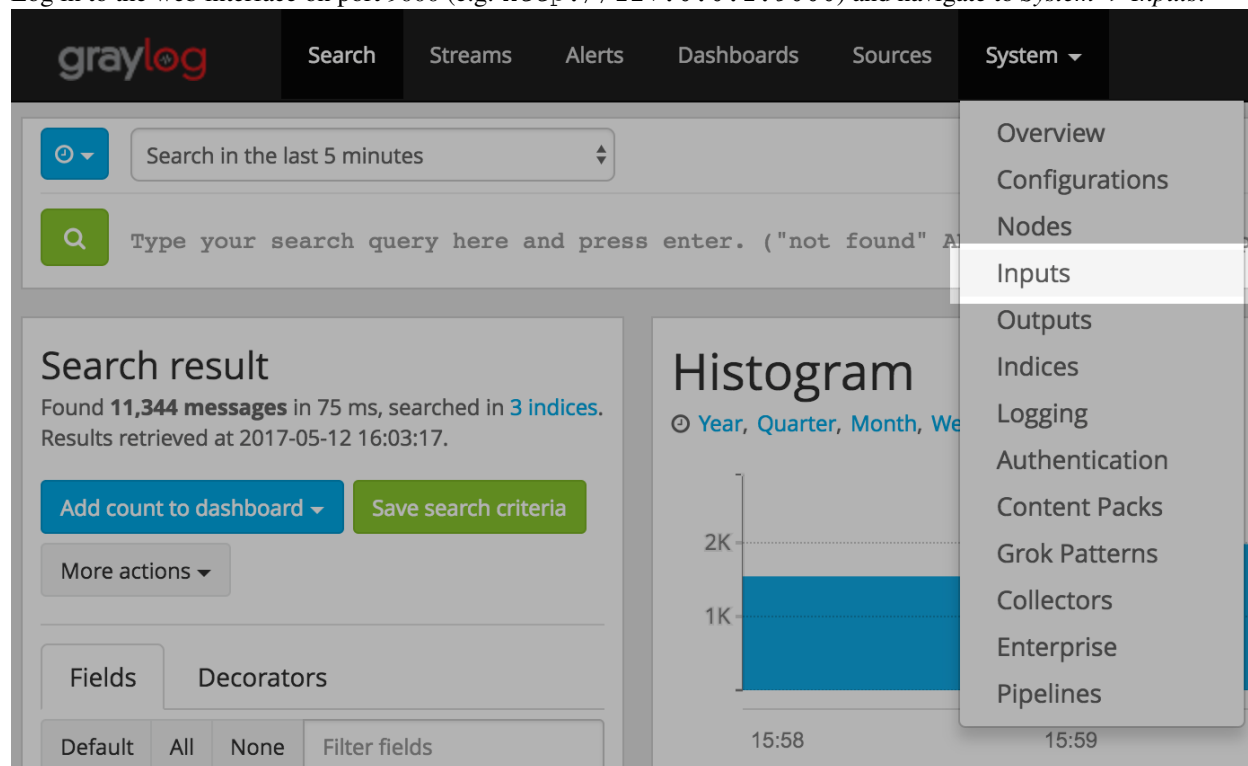 graylog Search Streams Alerts Dashboards Sources System
Search in the last 5 minutes
Type your search query here and press enter. ("not found"
Overview
Configurations
Nodes
Inputs
Outputs
Indices
Logging
Authentication
Content Packs
Grok Patterns
Collectors
Enterprise
Pipelines
Search result
Found 11,344 messages in 75 ms, searched in 3 indices.
Results retrieved at 2017-05-12 16:03:17.
Add count to dashboard Save search criteria
More actions
Fields Decorators
Default All None Filter fields
Histogram
Year, Quarter, Month, We
2K
1K
15:58 15:59